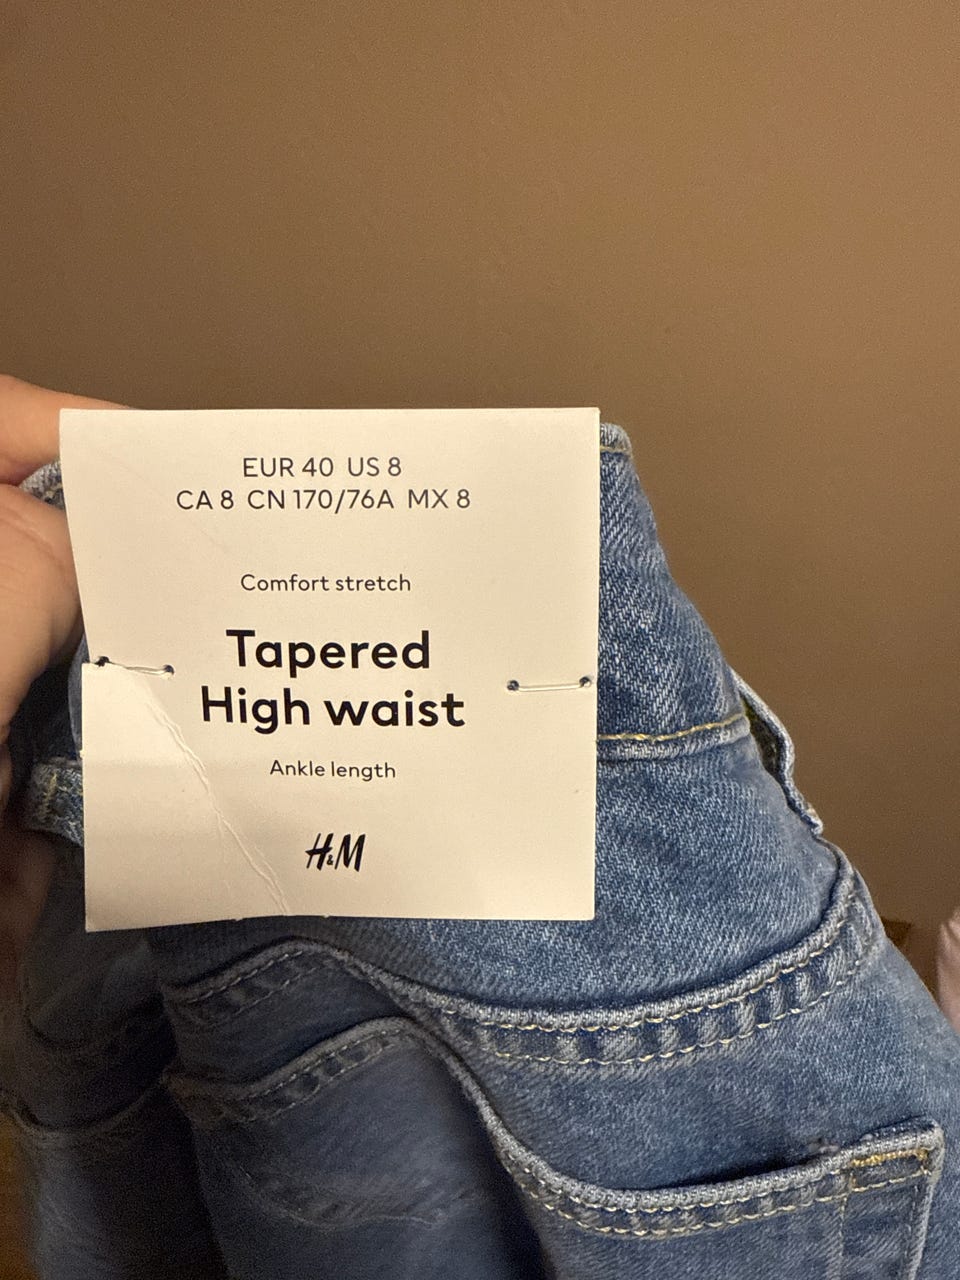 EUR 40 US 8
CA 8 CN 170/76A MX 8
Comfort stretch
Tapered
High waist
Ankle length
H&M